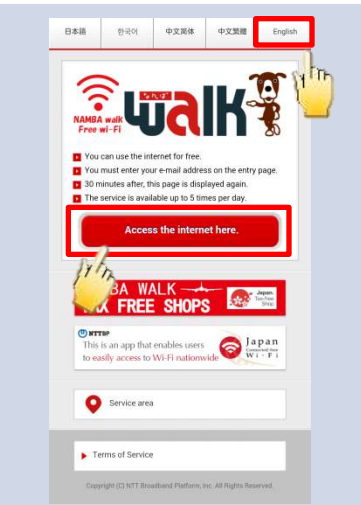 日本語 한국어 中文简体 中文繁體 English
なんば
walk
NAMBA walk
Free Wi-Fi
You can use the internet for free.
You must enter your e-mail address on the entry page.
30 minutes after, this page is displayed again.
The service is available up to 5 times per day.
Access the internet here.
BA WALK
X FREE SHOPS
Japan.
Tax-free
Shop
NTTBP
This is an app that enables users
to easily access to Wi-Fi nationwide
Japan
Connected-free
Wi-Fi
Service area
Terms of Service
Copyright (C) NTT Broadband Platform, Inc. All Rights Reserved.